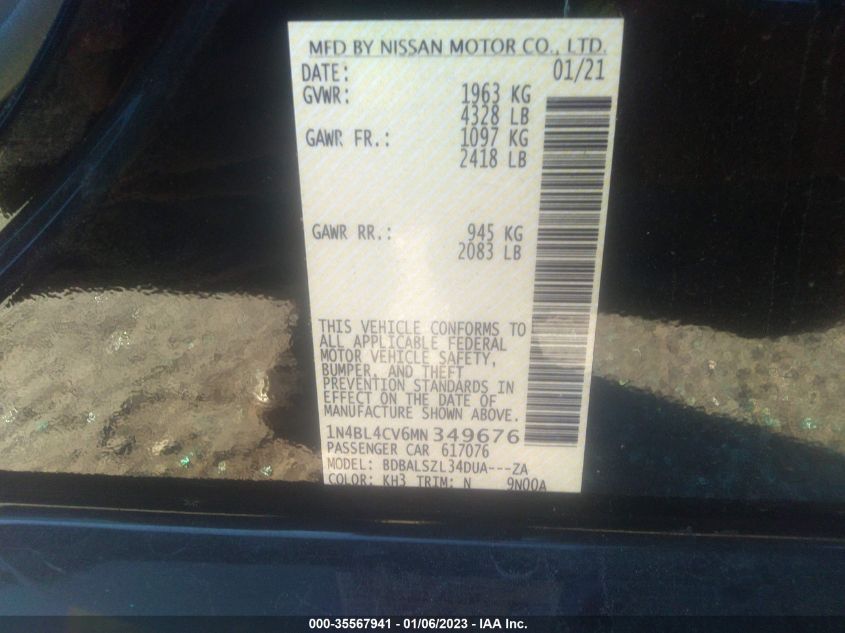 MFD BY NISSAN MOTOR CO., LTD.
DATE: 01/21
GVWR: 1963 KG
4328 LB
GAWR FR.: 1097 KG
2418 LB
GAWR RR.: 945 KG
2083 LB
THIS VEHICLE CONFORMS TO
ALL APPLICABLE FEDERAL
MOTOR VEHICLE SAFETY,
BUMPER, AND THEFT
PREVENTION STANDARDS IN
EFFECT ON THE DATE OF
MANUFACTURE SHOWN ABOVE.
1N4BL4CV6MN349676
PASSENGER CAR 617076
MODEL: BDBALSZL34DUA---ZA
COLOR: KH3 TRIM: N 9N00A
000-35567941 - 01/06/2023 - IAA Inc.